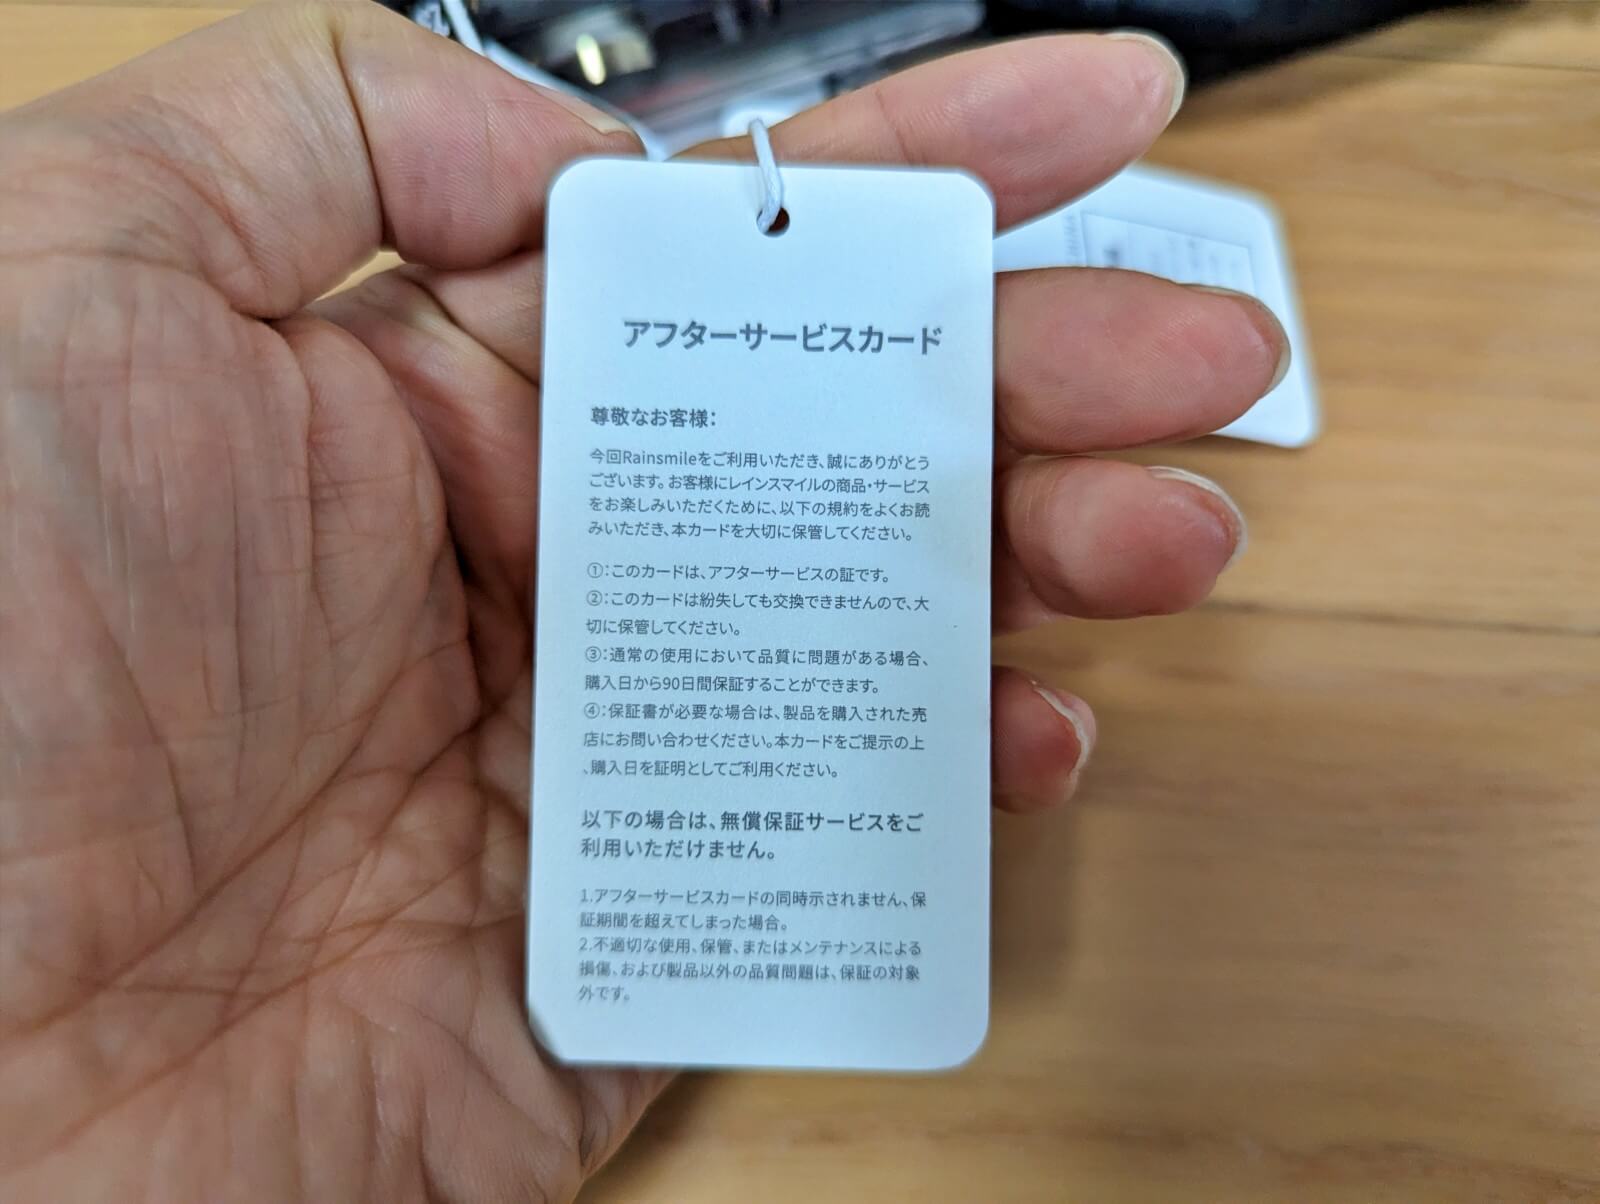 アフターサービスカード
尊敬なお客様：
今回Rainsmileをご利用いただき、誠にありがとう
ございます。お客様にレインスマイルの商品・サービス
をお楽しみいただくために、以下の規約をよくお読
みいただき、本カードを大切に保管してください。
①：このカードは、アフターサービスの証です。
②：このカードは紛失しても交換できませんので、大
切に保管してください。
③：通常の使用において品質に問題がある場合、
購入日から90日間保証することができます。
④：保証書が必要な場合は、製品を購入された売
店にお問い合わせください。本カードをご提示の上
、購入日を証明としてご利用ください。
以下の場合は、無償保証サービスをご
利用いただけません。
1.アフターサービスカードの同時示されません、保
証期間を超えてしまった場合。
2.不適切な使用、保管、またはメンテナンスによる
損傷、および製品以外の品質問題は、保証の対象
外です。